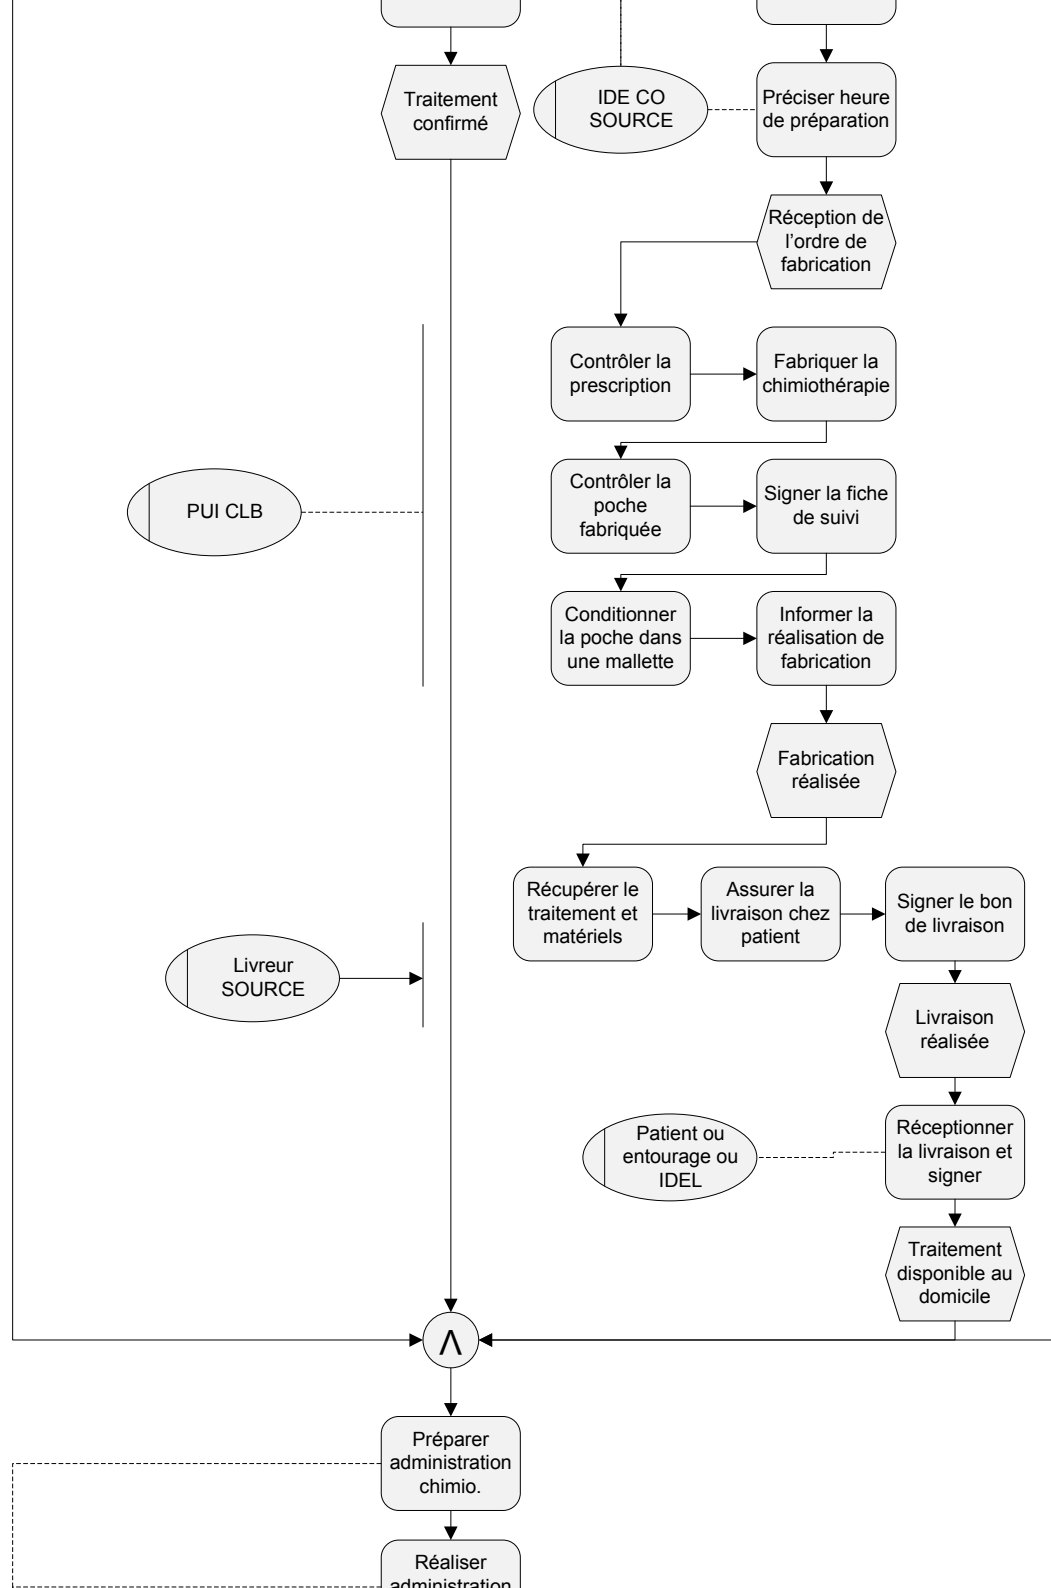 Traitement
confirmé
IDE CO
SOURCE
Préciser heure
de préparation
Réception de
l'ordre de
fabrication
Contrôler la
prescription
Fabriquer la
chimiothérapie
PUI CLB
Contrôler la
poche
fabriquée
Signer la fiche
de suivi
Conditionner
la poche dans
une mallette
Informer la
réalisation de
fabrication
Fabrication
réalisée
Récupérer le
traitement et
matériels
Assurer la
livraison chez
patient
Signer le bon
de livraison
Livreur
SOURCE
Livraison
réalisée
Patient ou
entourage ou
IDEL
Réceptionner
la livraison et
signer
Traitement
disponible au
domicile
Λ
Préparer
administration
chimio.
Réaliser
administration